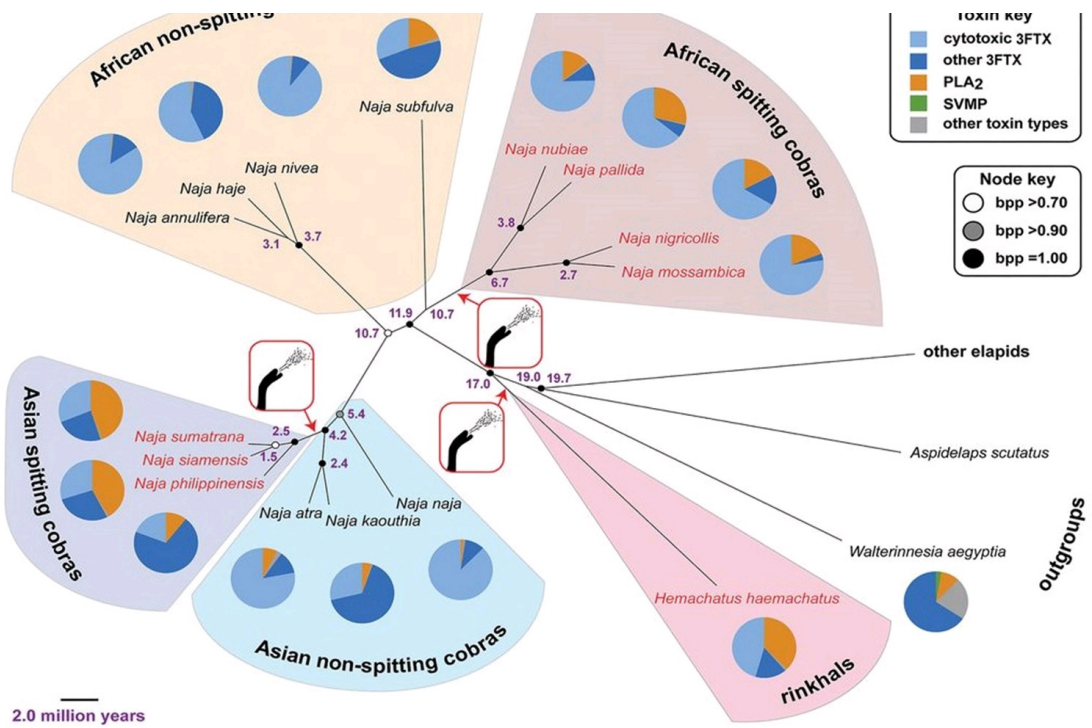 African non-spitting
Naja subfulva
Naja nivea
Naja haje
Naja annulifera
3.1
3.7
African spitting cobras
Naja nubiae
Naja pallida
3.8
Naja nigricollis
Naja mossambica
6.7
2.7
Toxin key
cytotoxic 3FTX
other 3FTX
PLA2
SVMP
other toxin types
Node key
bpp >0.70
bpp >0.90
bpp =1.00
10.7
11.9
10.7
17.0
19.0
19.7
other elapids
Aspidelaps scutatus
Walterinnesia aegyptia
outgroups
Hemachatus haemachatus
rinkhals
Asian spitting cobras
Naja sumatrana
Naja siamensis
Naja philippinensis
2.5
1.5
5.4
4.2
2.4
Naja atra
Naja kaouthia
Naja naja
Asian non-spitting cobras
2.0 million years